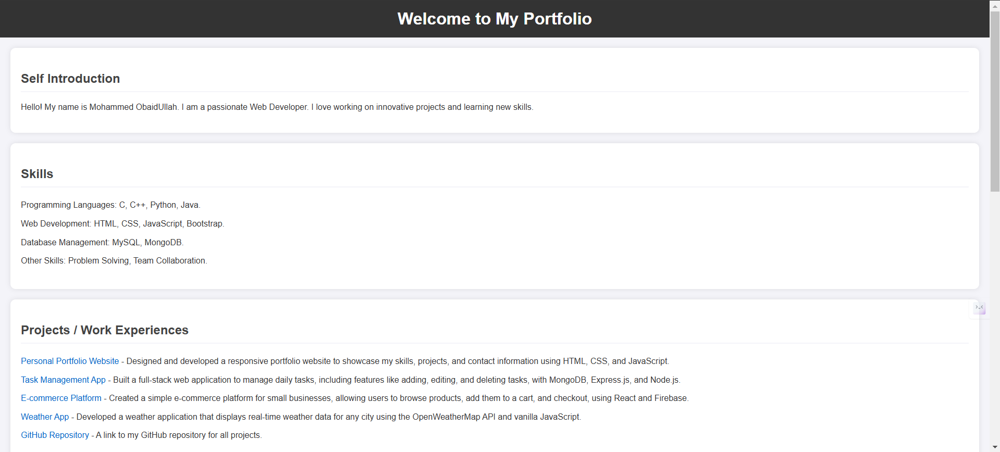 Welcome to My Portfolio
Self Introduction
Hello! My name is Mohammed ObaidUllah. I am a passionate Web Developer. I love working on innovative projects and learning new skills.
Skills
Programming Languages: C, C++, Python, Java.
Web Development: HTML, CSS, JavaScript, Bootstrap.
Database Management: MySQL, MongoDB.
Other Skills: Problem Solving, Team Collaboration.
Projects / Work Experiences
Personal Portfolio Website - Designed and developed a responsive portfolio website to showcase my skills, projects, and contact information using HTML, CSS, and JavaScript.
Task Management App - Built a full-stack web application to manage daily tasks, including features like adding, editing, and deleting tasks, with MongoDB, Express.js, and Node.js.
E-commerce Platform - Created a simple e-commerce platform for small businesses, allowing users to browse products, add them to a cart, and checkout, using React and Firebase.
Weather App - Developed a weather application that displays real-time weather data for any city using the OpenWeatherMap API and vanilla JavaScript.
GitHub Repository - A link to my GitHub repository for all projects.